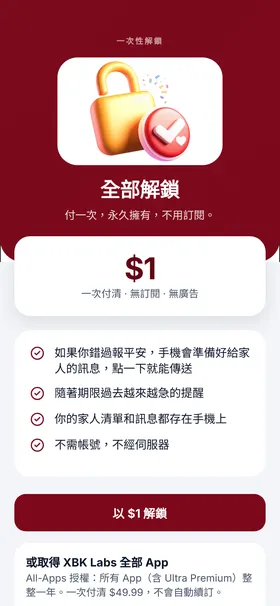 一次性解鎖
全部解鎖
付一次，永久擁有，不用訂閱。
$1
一次付清 · 無訂閱 · 無廣告
如果你錯過報平安，手機會準備好給家
人的訊息，點一下就能傳送
隨著期限過去越來越急的提醒
你的家人清單和訊息都存在手機上
不需帳號，不經伺服器
以 $1 解鎖
或取得 XBK Labs 全部 App
All-Apps 授權：所有 App（含 Ultra Premium）整
整一年。一次付清 $49.99，不會自動續訂。